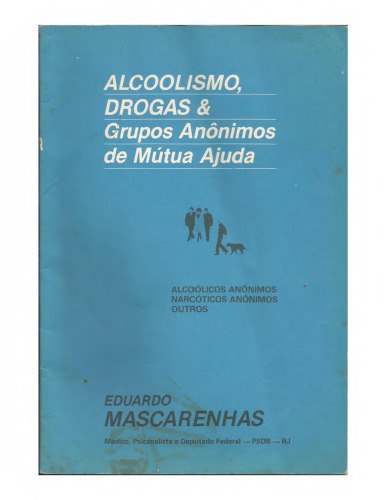 ALCOOLISMO,
DROGAS &
Grupos Anônimos
de Mútua Ajuda
ALCOÓLICOS ANÔNIMOS
NARCÓTICOS ANÔNIMOS
OUTROS
EDUARDO
MASCARENHAS
Médico, Psicanalista e Deputado Federal — PSDB — RJ